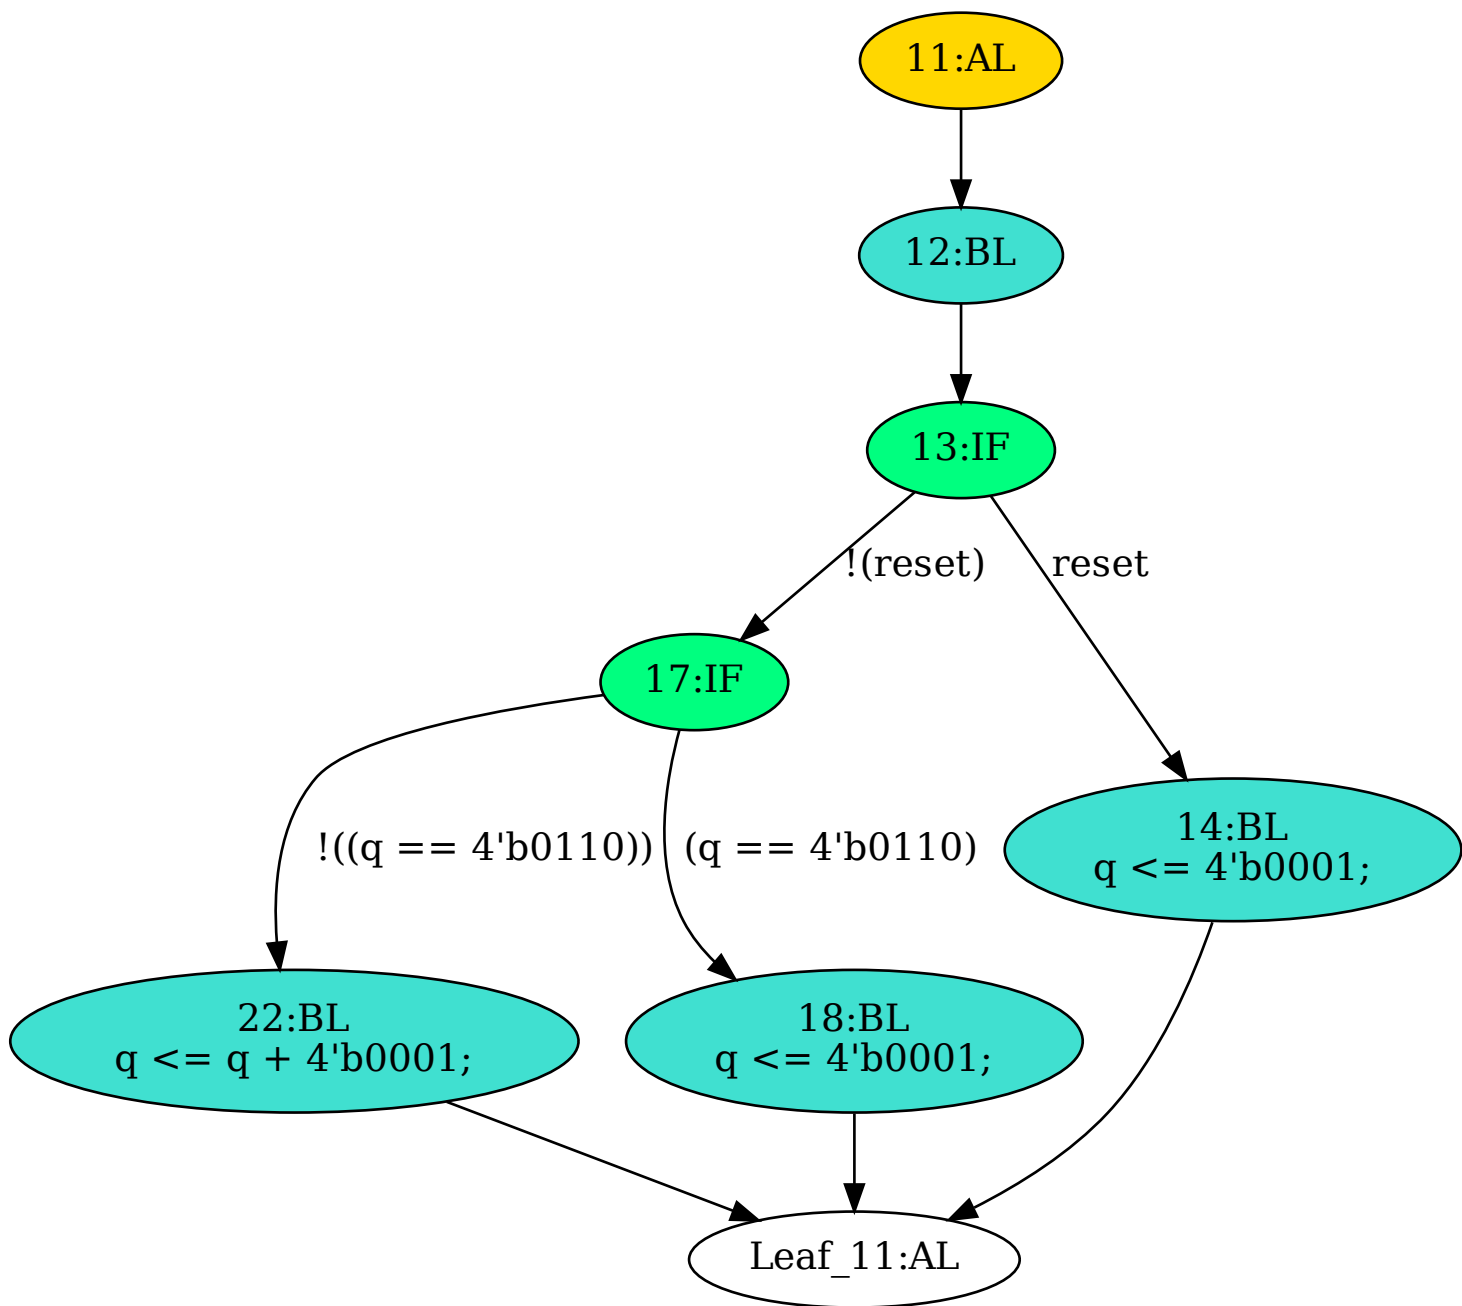 11:AL
12:BL
13:IF
!(reset)
reset
17:IF
!((q == 4'b0110))
(q == 4'b0110)
14:BL
q <= 4'b0001;
22:BL
q <= q + 4'b0001;
18:BL
q <= 4'b0001;
Leaf_11:AL